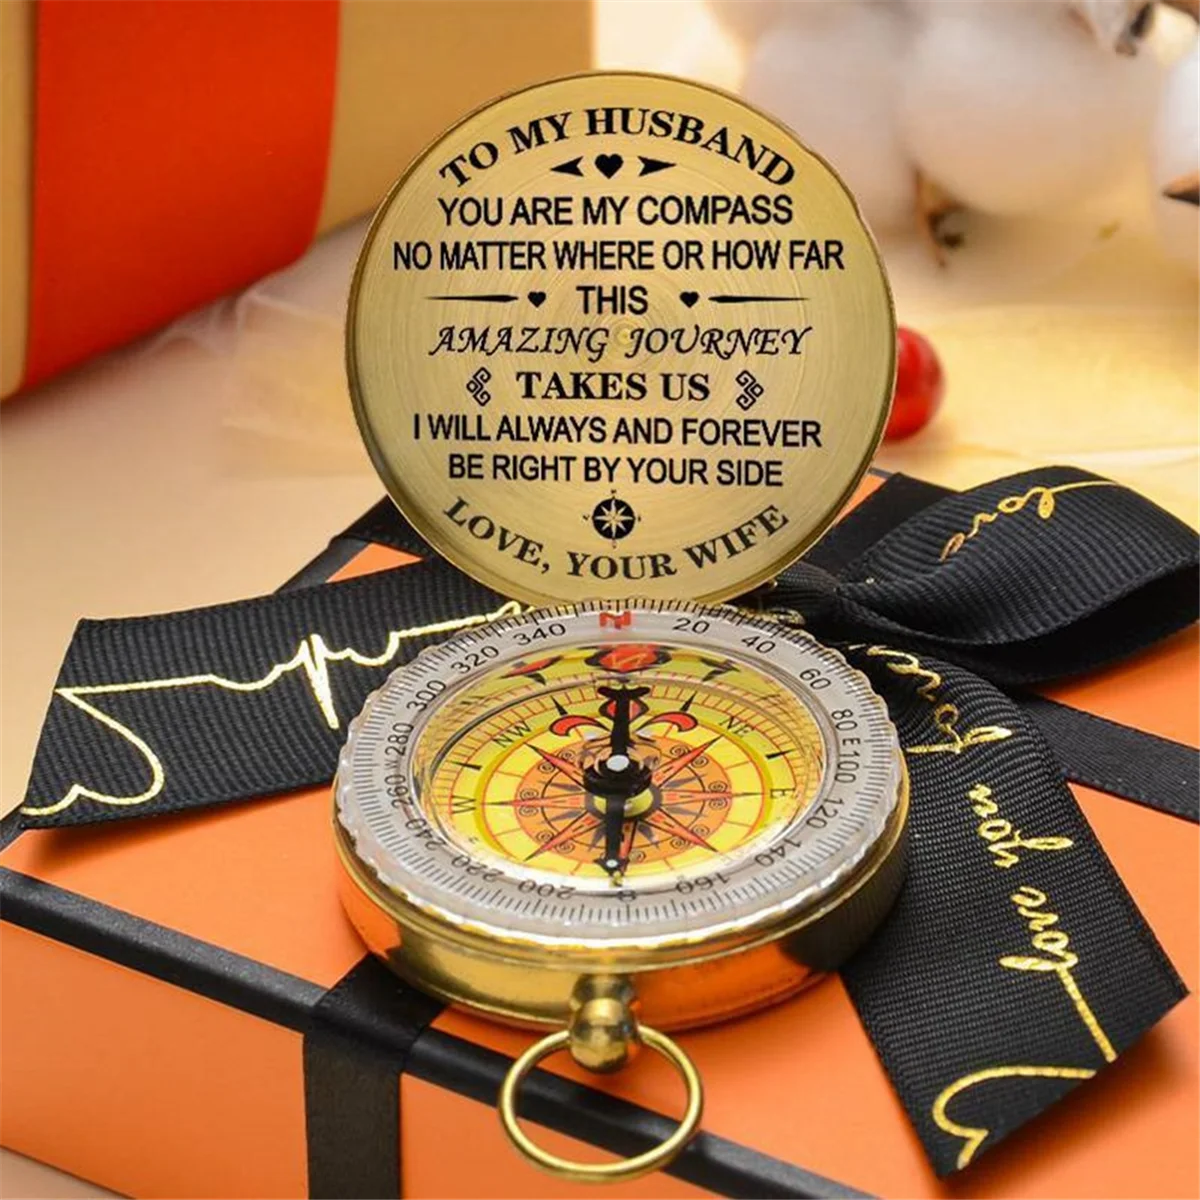 TO MY HUSBAND
YOU ARE MY COMPASS
NO MATTER WHERE OR HOW FAR
THIS
AMAZING JOURNEY
TAKES US
I WILL ALWAYS AND FOREVER
BE RIGHT BY YOUR SIDE
LOVE, YOUR WIFE
N 20 40 60 80 E 100 120 140 160 S 200 220 240 260 W 280 300 320 340
N NE E W NW
love
love you
love you